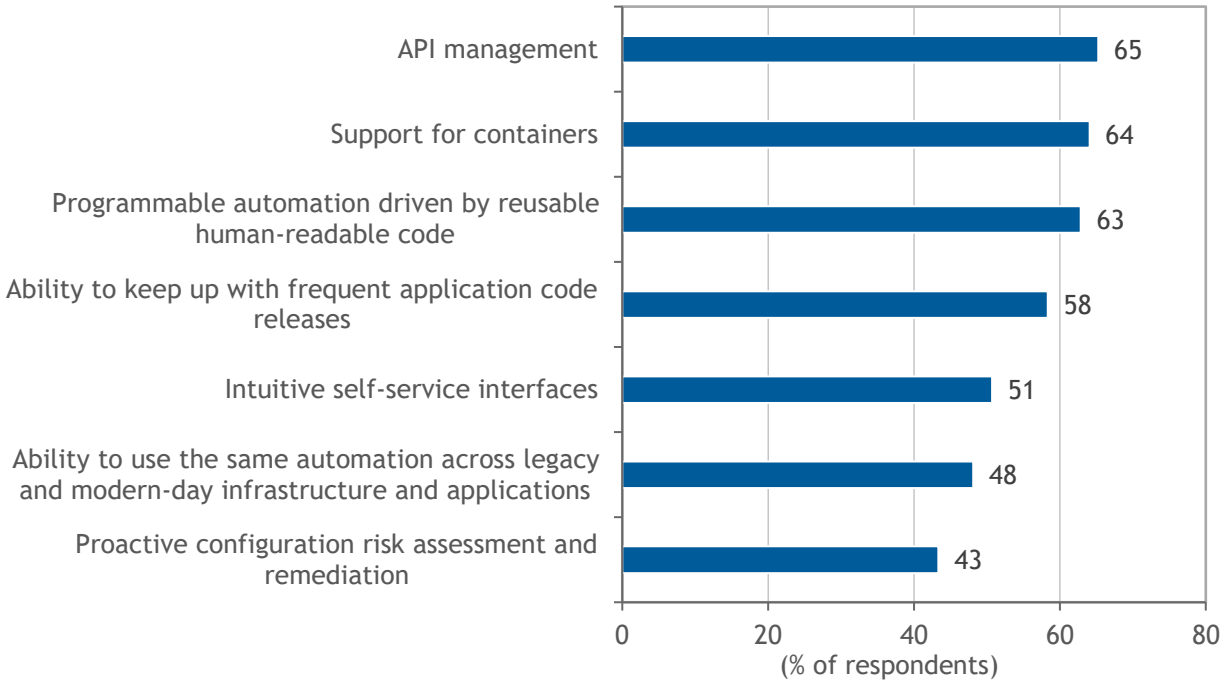 API management
65
Support for containers
64
Programmable automation driven by reusable
human-readable code
63
Ability to keep up with frequent application code
releases
58
Intuitive self-service interfaces
51
Ability to use the same automation across legacy
and modern-day infrastructure and applications
48
Proactive configuration risk assessment and
remediation
43
0 20 40 60 80
(% of respondents)